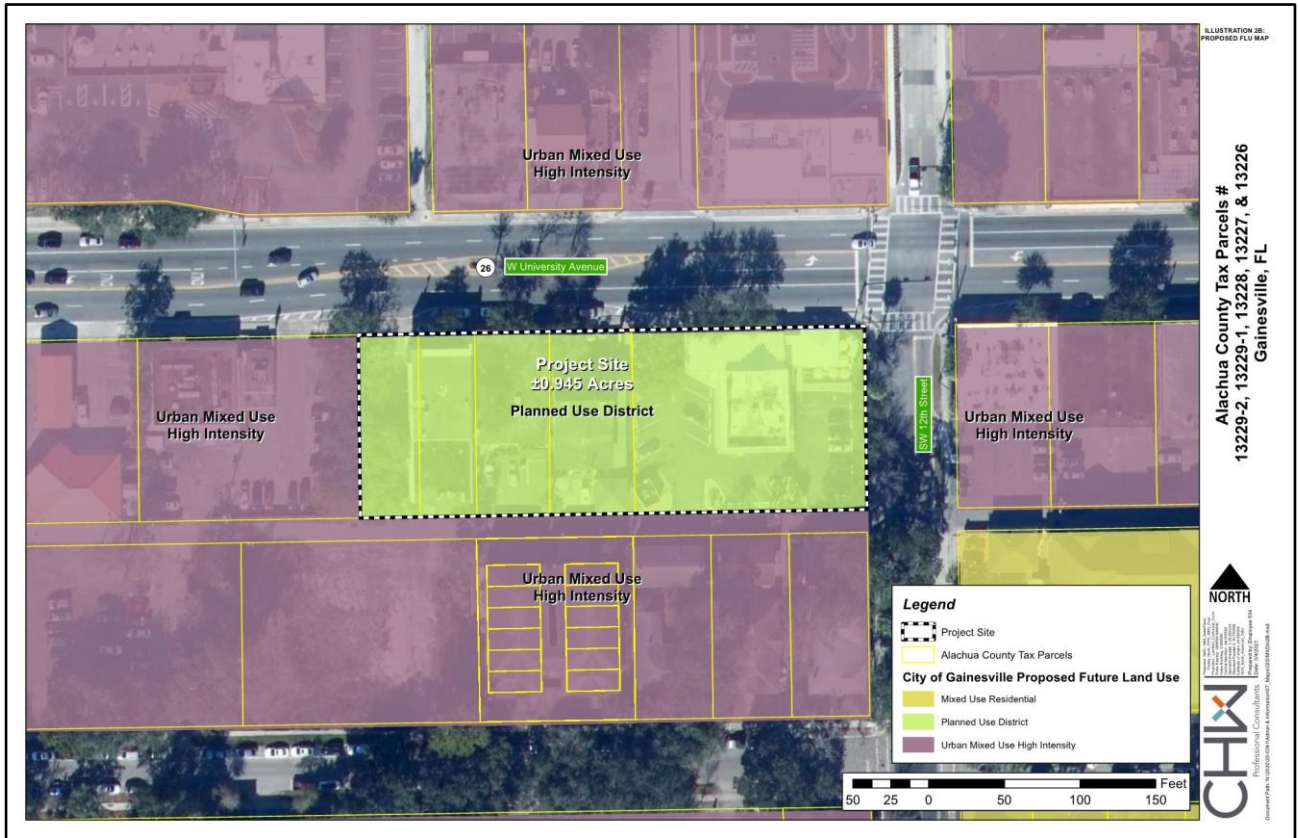 ILLUSTRATION 2B:
PROPOSED FLU MAP
Urban Mixed Use
High Intensity
26
W University Avenue
Project Site
±0.945 Acres
Planned Use District
Urban Mixed Use
High Intensity
SW 12th Street
Urban Mixed Use
High Intensity
Urban Mixed Use
High Intensity
Legend
Project Site
Alachua County Tax Parcels
City of Gainesville Proposed Future Land Use
Mixed Use Residential
Planned Use District
Urban Mixed Use High Intensity
50 25 0 50 100 150 Feet
Alachua County Tax Parcels #
13229-2, 13229-1, 13228, 13227, & 13226
Gainesville, FL
NORTH
CHW
Professional Consultants